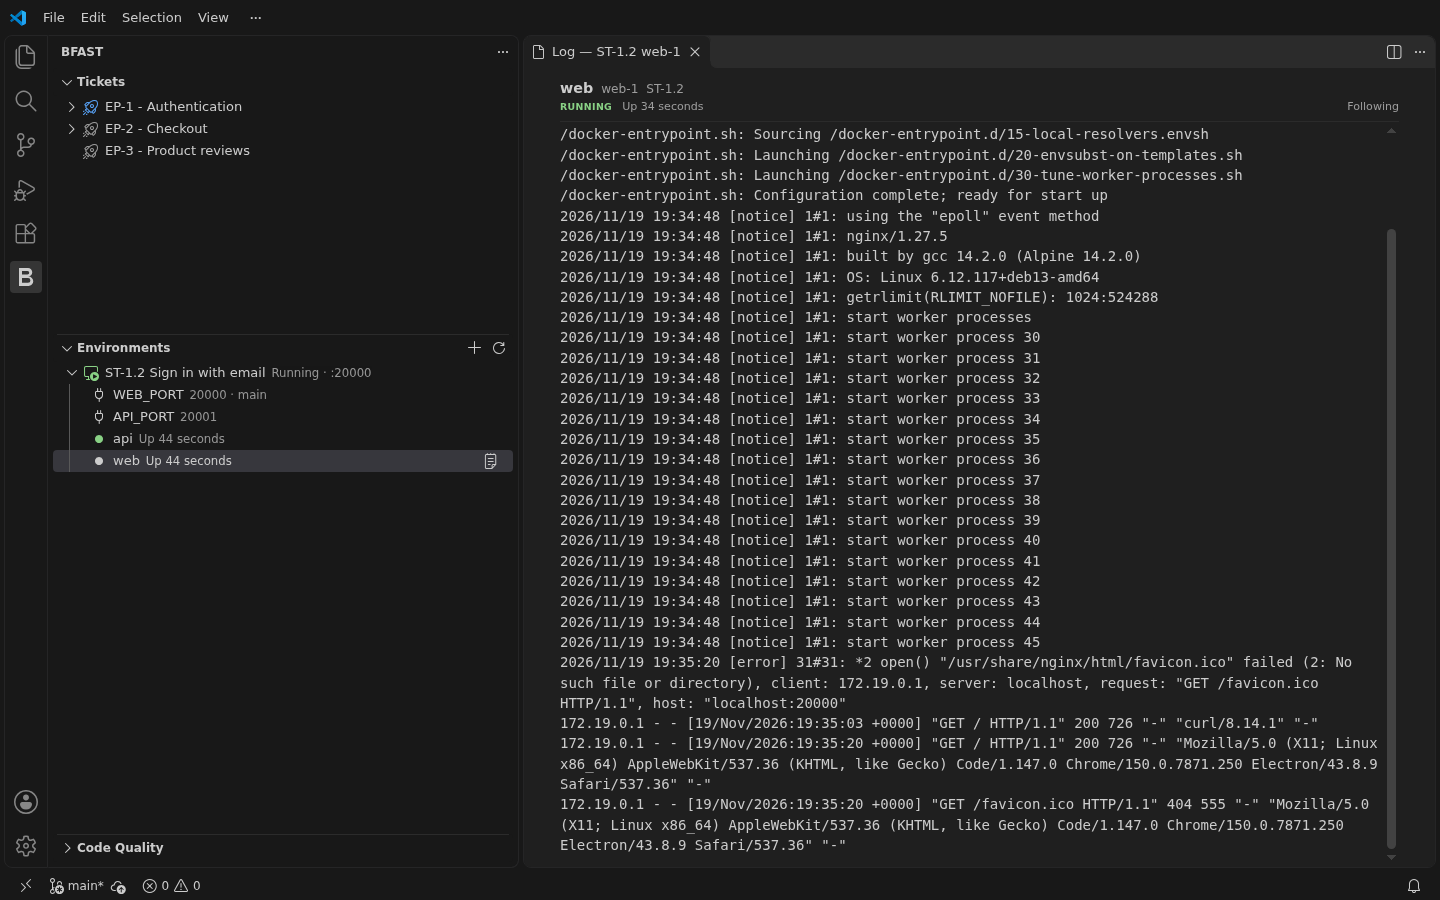 File Edit Selection View ···
BFAST
Tickets
EP-1 - Authentication
EP-2 - Checkout
EP-3 - Product reviews
Environments
ST-1.2 Sign in with email Running · :20000
WEB_PORT 20000 · main
API_PORT 20001
api Up 44 seconds
web Up 44 seconds
Code Quality
Log — ST-1.2 web-1
web web-1 ST-1.2
RUNNING Up 34 seconds Following
/docker-entrypoint.sh: Sourcing /docker-entrypoint.d/15-local-resolvers.envsh
/docker-entrypoint.sh: Launching /docker-entrypoint.d/20-envsubst-on-templates.sh
/docker-entrypoint.sh: Launching /docker-entrypoint.d/30-tune-worker-processes.sh
/docker-entrypoint.sh: Configuration complete; ready for start up
2026/11/19 19:34:48 [notice] 1#1: using the "epoll" event method
2026/11/19 19:34:48 [notice] 1#1: nginx/1.27.5
2026/11/19 19:34:48 [notice] 1#1: built by gcc 14.2.0 (Alpine 14.2.0)
2026/11/19 19:34:48 [notice] 1#1: OS: Linux 6.12.117+deb13-amd64
2026/11/19 19:34:48 [notice] 1#1: getrlimit(RLIMIT_NOFILE): 1024:524288
2026/11/19 19:34:48 [notice] 1#1: start worker processes
2026/11/19 19:34:48 [notice] 1#1: start worker process 30
2026/11/19 19:34:48 [notice] 1#1: start worker process 31
2026/11/19 19:34:48 [notice] 1#1: start worker process 32
2026/11/19 19:34:48 [notice] 1#1: start worker process 33
2026/11/19 19:34:48 [notice] 1#1: start worker process 34
2026/11/19 19:34:48 [notice] 1#1: start worker process 35
2026/11/19 19:34:48 [notice] 1#1: start worker process 36
2026/11/19 19:34:48 [notice] 1#1: start worker process 37
2026/11/19 19:34:48 [notice] 1#1: start worker process 38
2026/11/19 19:34:48 [notice] 1#1: start worker process 39
2026/11/19 19:34:48 [notice] 1#1: start worker process 40
2026/11/19 19:34:48 [notice] 1#1: start worker process 41
2026/11/19 19:34:48 [notice] 1#1: start worker process 42
2026/11/19 19:34:48 [notice] 1#1: start worker process 43
2026/11/19 19:34:48 [notice] 1#1: start worker process 44
2026/11/19 19:34:48 [notice] 1#1: start worker process 45
2026/11/19 19:35:20 [error] 31#31: *2 open() "/usr/share/nginx/html/favicon.ico" failed (2: No
such file or directory), client: 172.19.0.1, server: localhost, request: "GET /favicon.ico
HTTP/1.1", host: "localhost:20000"
172.19.0.1 - - [19/Nov/2026:19:35:03 +0000] "GET / HTTP/1.1" 200 726 "-" "curl/8.14.1" "-"
172.19.0.1 - - [19/Nov/2026:19:35:20 +0000] "GET / HTTP/1.1" 200 726 "-" "Mozilla/5.0 (X11; Linux
x86_64) AppleWebKit/537.36 (KHTML, like Gecko) Code/1.147.0 Chrome/150.0.7871.250 Electron/43.8.9
Safari/537.36" "-"
172.19.0.1 - - [19/Nov/2026:19:35:20 +0000] "GET /favicon.ico HTTP/1.1" 404 555 "-" "Mozilla/5.0
(X11; Linux x86_64) AppleWebKit/537.36 (KHTML, like Gecko) Code/1.147.0 Chrome/150.0.7871.250
Electron/43.8.9 Safari/537.36" "-"
B
main* 0 0